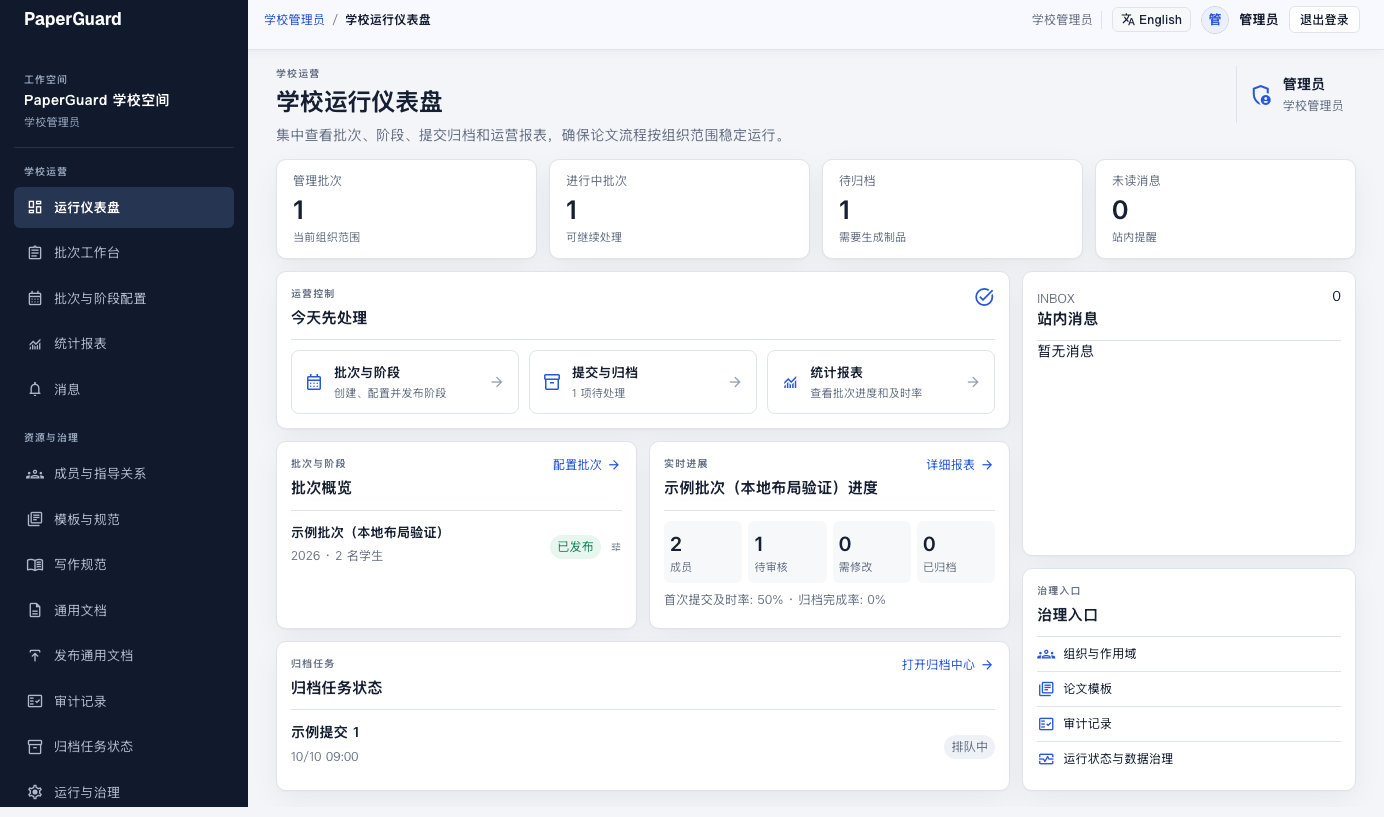 PaperGuard
工作空间
PaperGuard 学校空间
学校管理员
学校运营
运行仪表盘
批次工作台
批次与阶段配置
统计报表
消息
资源与治理
成员与指导关系
模板与规范
写作规范
通用文档
发布通用文档
审计记录
归档任务状态
运行与治理
学校管理员 / 学校运行仪表盘
学校管理员
English
管
管理员
退出登录
学校运营
学校运行仪表盘
集中查看批次、阶段、提交归档和运营报表，确保论文流程按组织范围稳定运行。
管理员
学校管理员
管理批次
1
当前组织范围
进行中批次
1
可继续处理
待归档
1
需要生成制品
未读消息
0
站内提醒
运营控制
今天先处理
批次与阶段
创建、配置并发布阶段
提交与归档
1 项待处理
统计报表
查看批次进度和及时率
INBOX
0
站内消息
暂无消息
批次与阶段
配置批次
批次概览
示例批次（本地布局验证）
2026 · 2 名学生
已发布
实时进展
详细报表
示例批次（本地布局验证）进度
2
成员
1
待审核
0
需修改
0
已归档
首次提交及时率: 50% · 归档完成率: 0%
归档任务
打开归档中心
归档任务状态
示例提交 1
10/10 09:00
排队中
治理入口
治理入口
组织与作用域
论文模板
审计记录
运行状态与数据治理